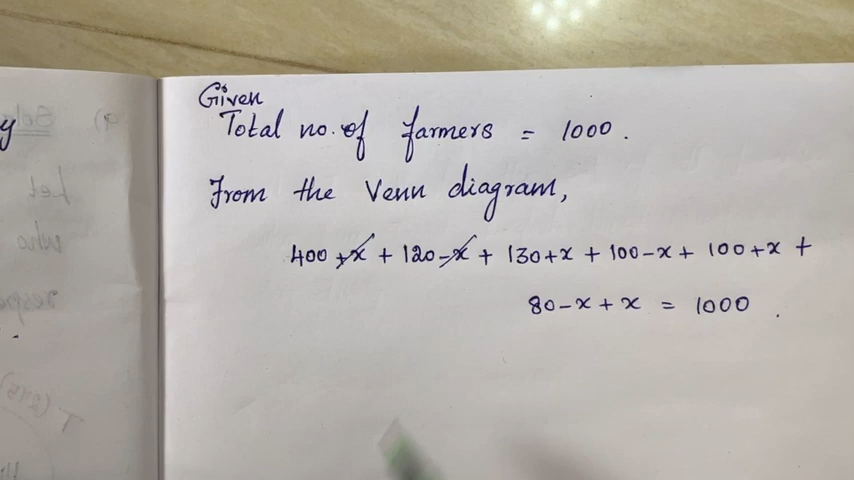 Given
Total no. of farmers = 1000.
From the Venn diagram,
400 + x + 120 - x + 130 + x + 100 - x + 100 + x +
80 - x + x = 1000.
y